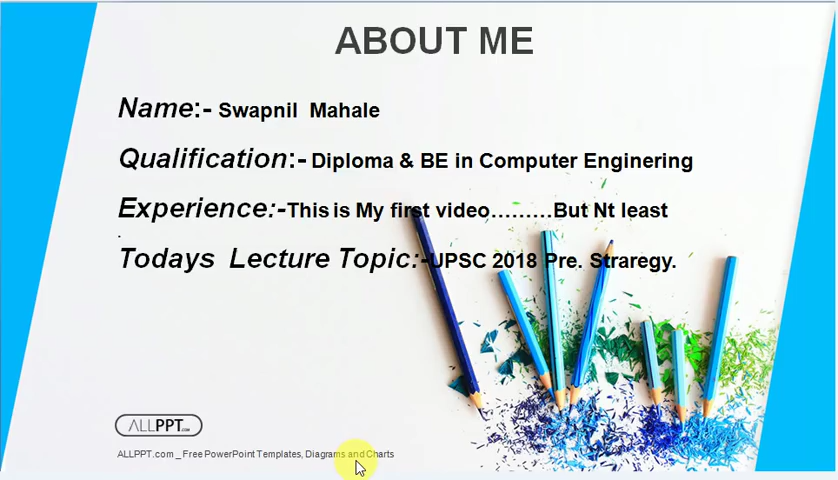 ABOUT ME
Name:- Swapnil Mahale
Qualification:- Diploma & BE in Computer Enginering
Experience:-This is My first video.........But Nt least
.
Todays Lecture Topic:-UPSC 2018 Pre. Straregy.
ALLPPT.com
ALLPPT.com _ Free PowerPoint Templates, Diagrams and Charts